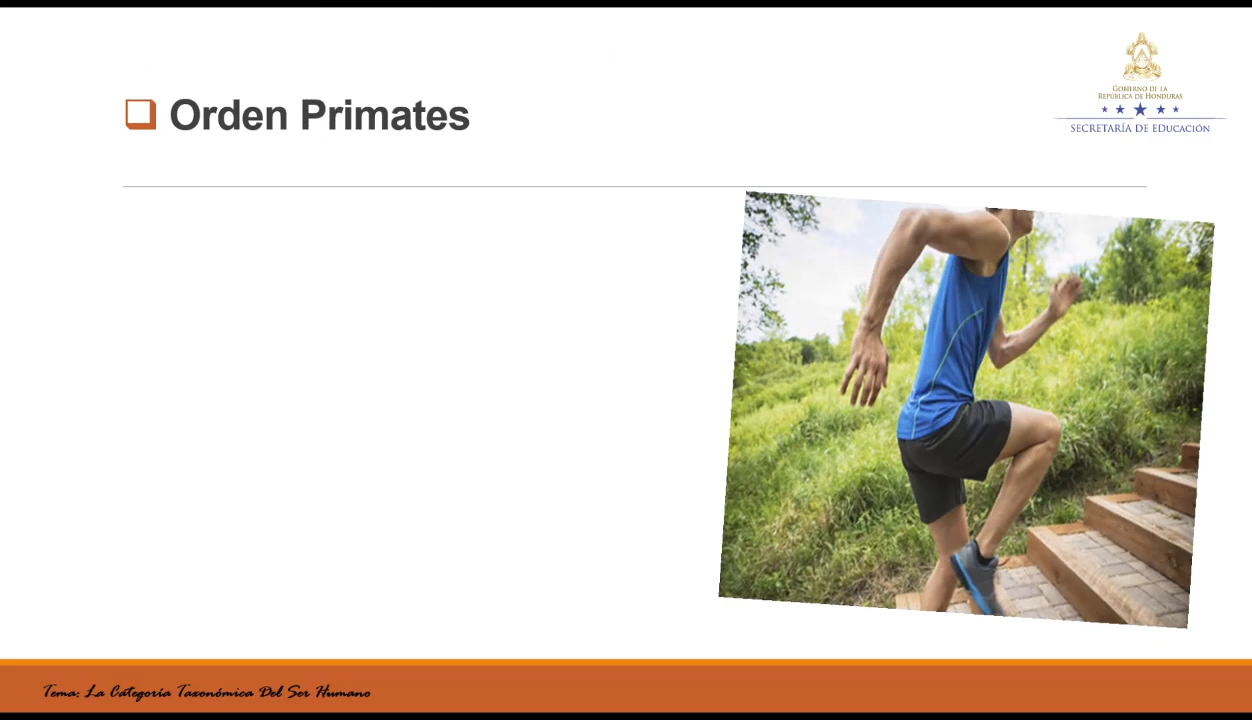 Orden Primates
GOBIERNO DE LA
REPÚBLICA DE HONDURAS
SECRETARÍA DE EDUCACIÓN
Tema: La Categoría Taxonómica Del Ser Humano